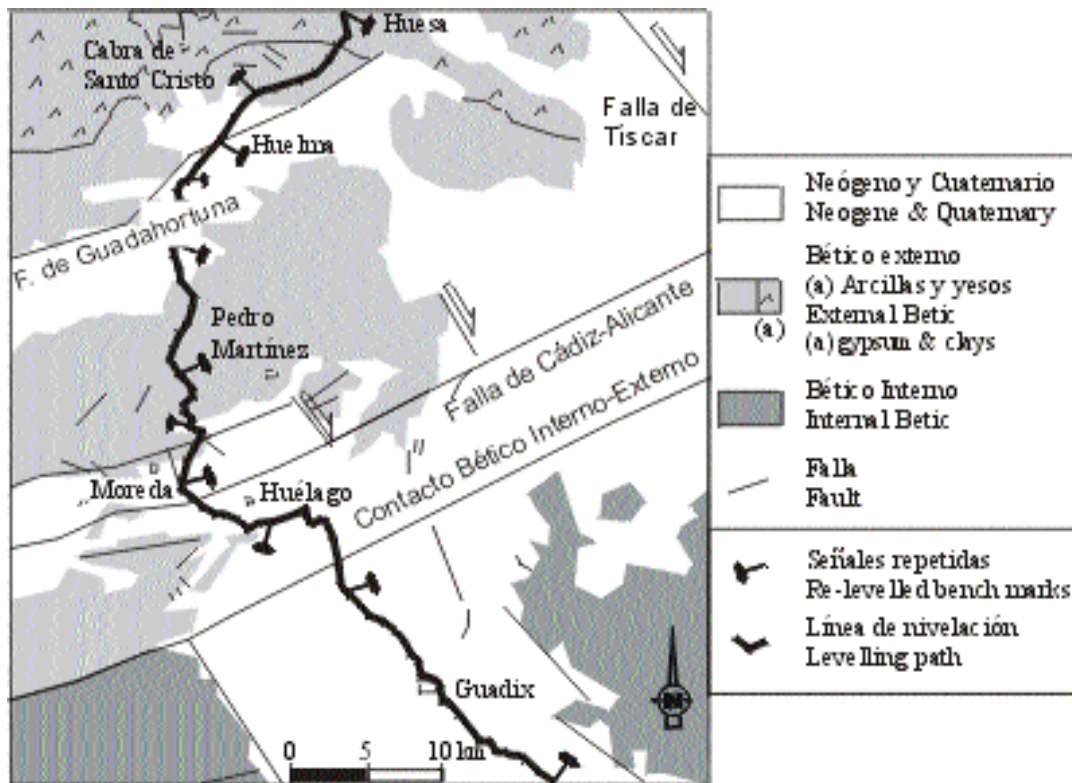 Huesa
Cabra de
Santo Cristo
Falla de
Tíscar
Huelma
F. de Guadahortuna
Pedro
Martínez
Falla de Cádiz-Alicante
Contacto Bético Interno-Externo
Moreda
Huélago
Guadix
0 5 10 km
N
Neógeno y Cuaternario
Neogene & Quaternary
Bético externo
(a) Arcillas y yesos
External Betic
(a) gypsum & clays
(a)
Bético Interno
Internal Betic
Falla
Fault
Señales repetidas
Re-levelled bench marks
Línea de nivelación
Levelling path